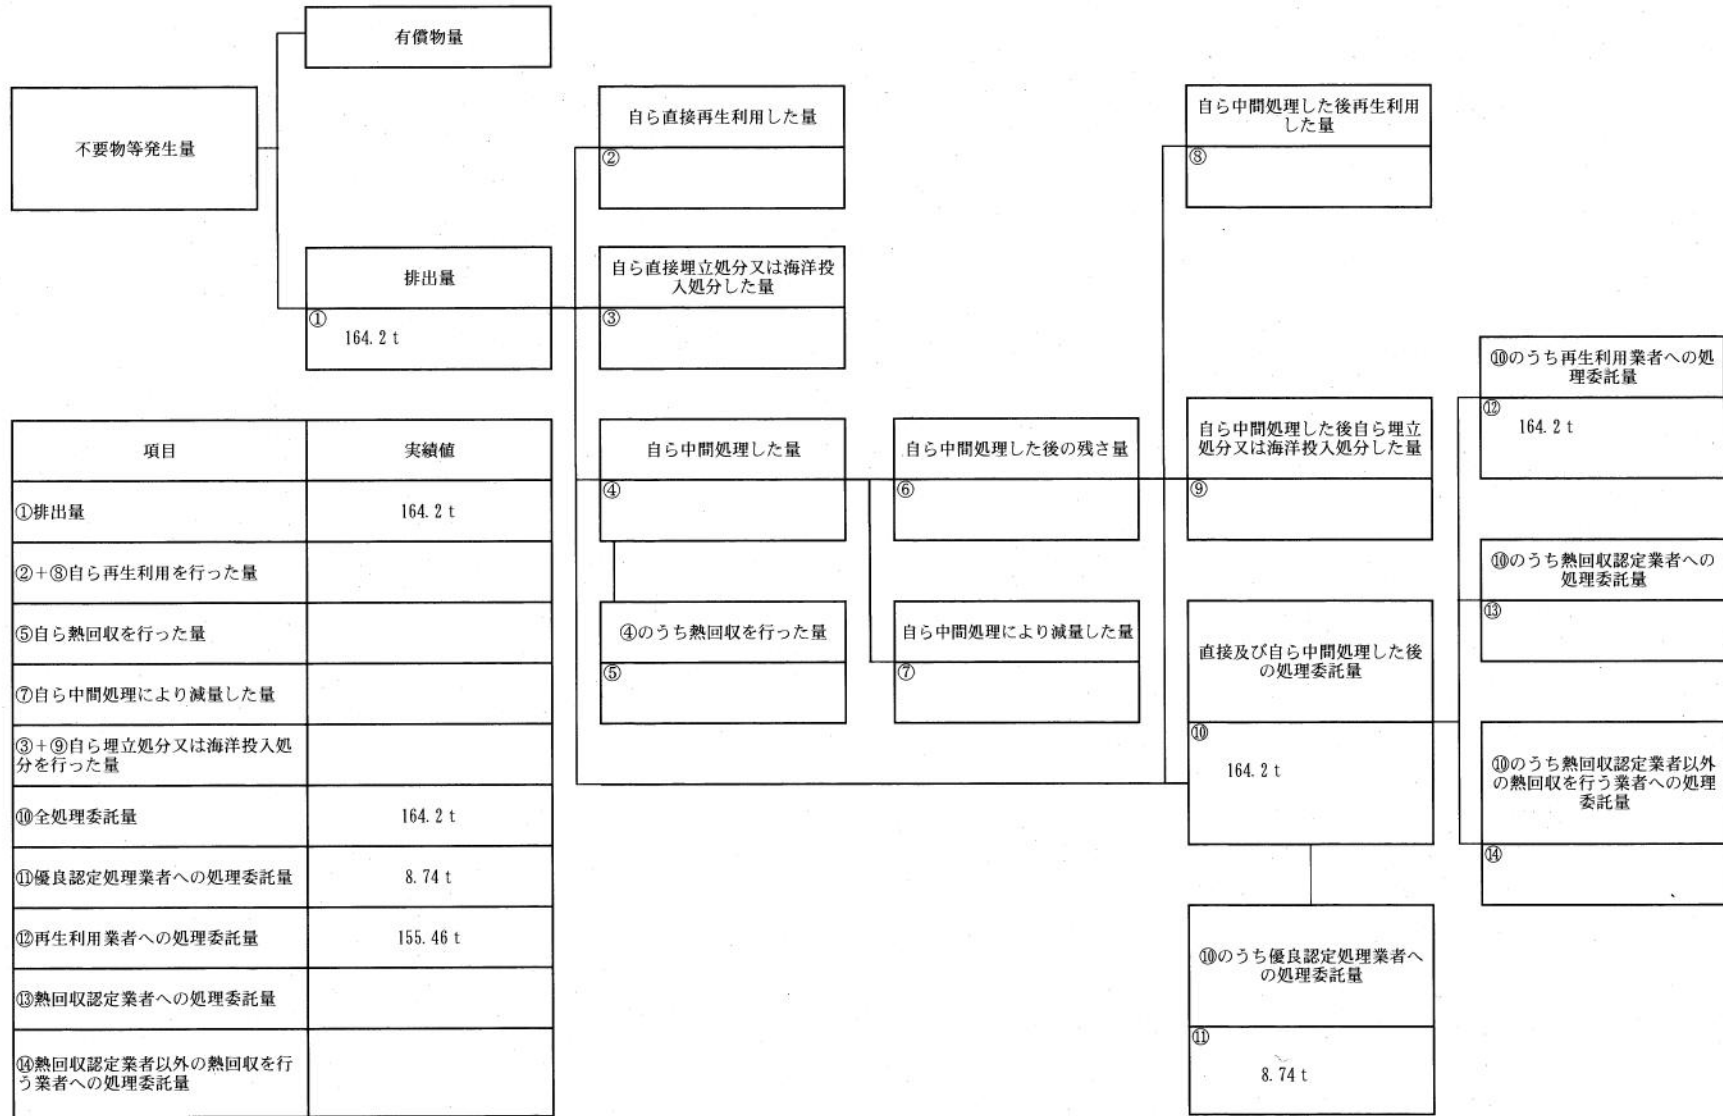 有償物量
不要物等発生量
自ら直接再生利用した量
②
自ら中間処理した後再生利用
した量
⑧
排出量
①
164.2 t
自ら直接埋立処分又は海洋投
入処分した量
③
⑩のうち再生利用業者への処
理委託量
⑫
164.2 t
自ら中間処理した量
④
自ら中間処理した後の残さ量
⑥
自ら中間処理した後自ら埋立
処分又は海洋投入処分した量
⑨
⑩のうち熱回収認定業者への
処理委託量
⑬
④のうち熱回収を行った量
⑤
自ら中間処理により減量した量
⑦
直接及び自ら中間処理した後
の処理委託量
⑩
164.2 t
⑩のうち熱回収認定業者以外
の熱回収を行う業者への処理
委託量
⑭
⑩のうち優良認定処理業者へ
の処理委託量
⑪
8.74 t
項目 実績値
①排出量 164.2 t
②+⑧自ら再生利用を行った量
⑤自ら熱回収を行った量
⑦自ら中間処理により減量した量
③+⑨自ら埋立処分又は海洋投入処
分を行った量
⑩全処理委託量 164.2 t
⑪優良認定処理業者への処理委託量 8.74 t
⑫再生利用業者への処理委託量 155.46 t
⑬熱回収認定業者への処理委託量
⑭熱回収認定業者以外の熱回収を行
う業者への処理委託量